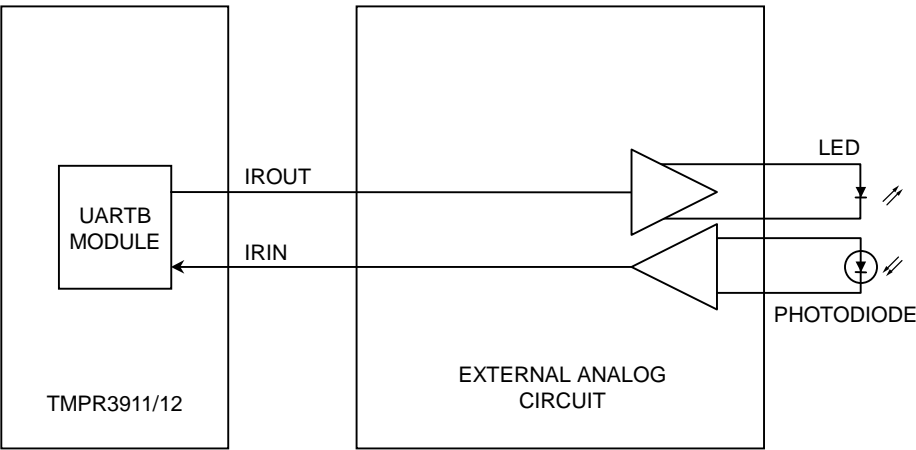 LED
IROUT
UARTB
MODULE
IRIN
PHOTODIODE
EXTERNAL ANALOG
CIRCUIT
TMPR3911/12